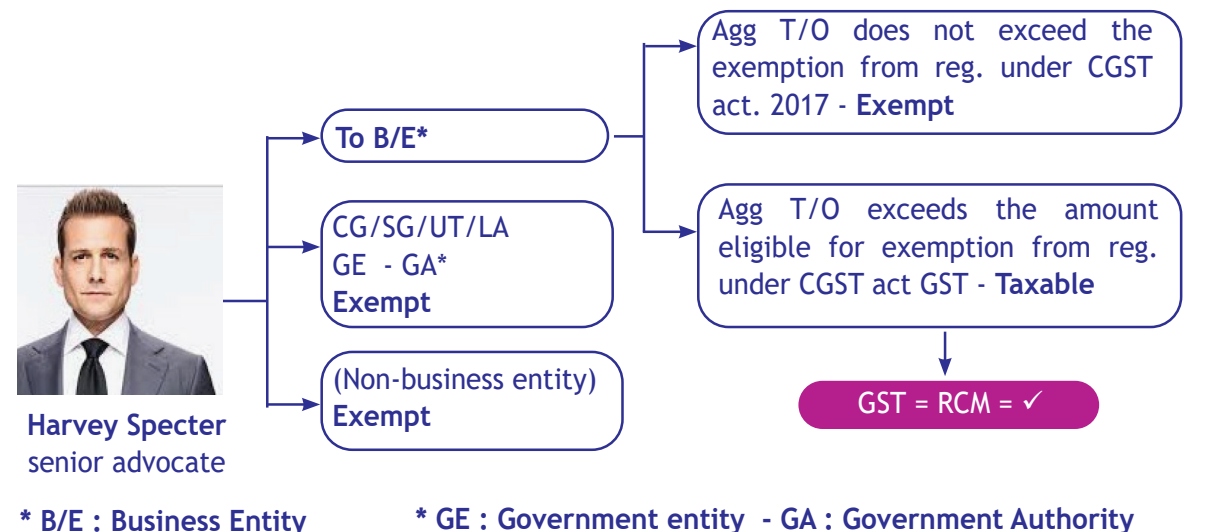 Agg T/O does not exceed the
exemption from reg. under CGST
act. 2017 - Exempt
To B/E*
Agg T/O exceeds the amount
eligible for exemption from reg.
under CGST act GST - Taxable
CG/SG/UT/LA
GE - GA*
Exempt
(Non-business entity)
Exempt
GST = RCM = ✓
Harvey Specter
senior advocate
* B/E : Business Entity
* GE : Government entity - GA : Government Authority